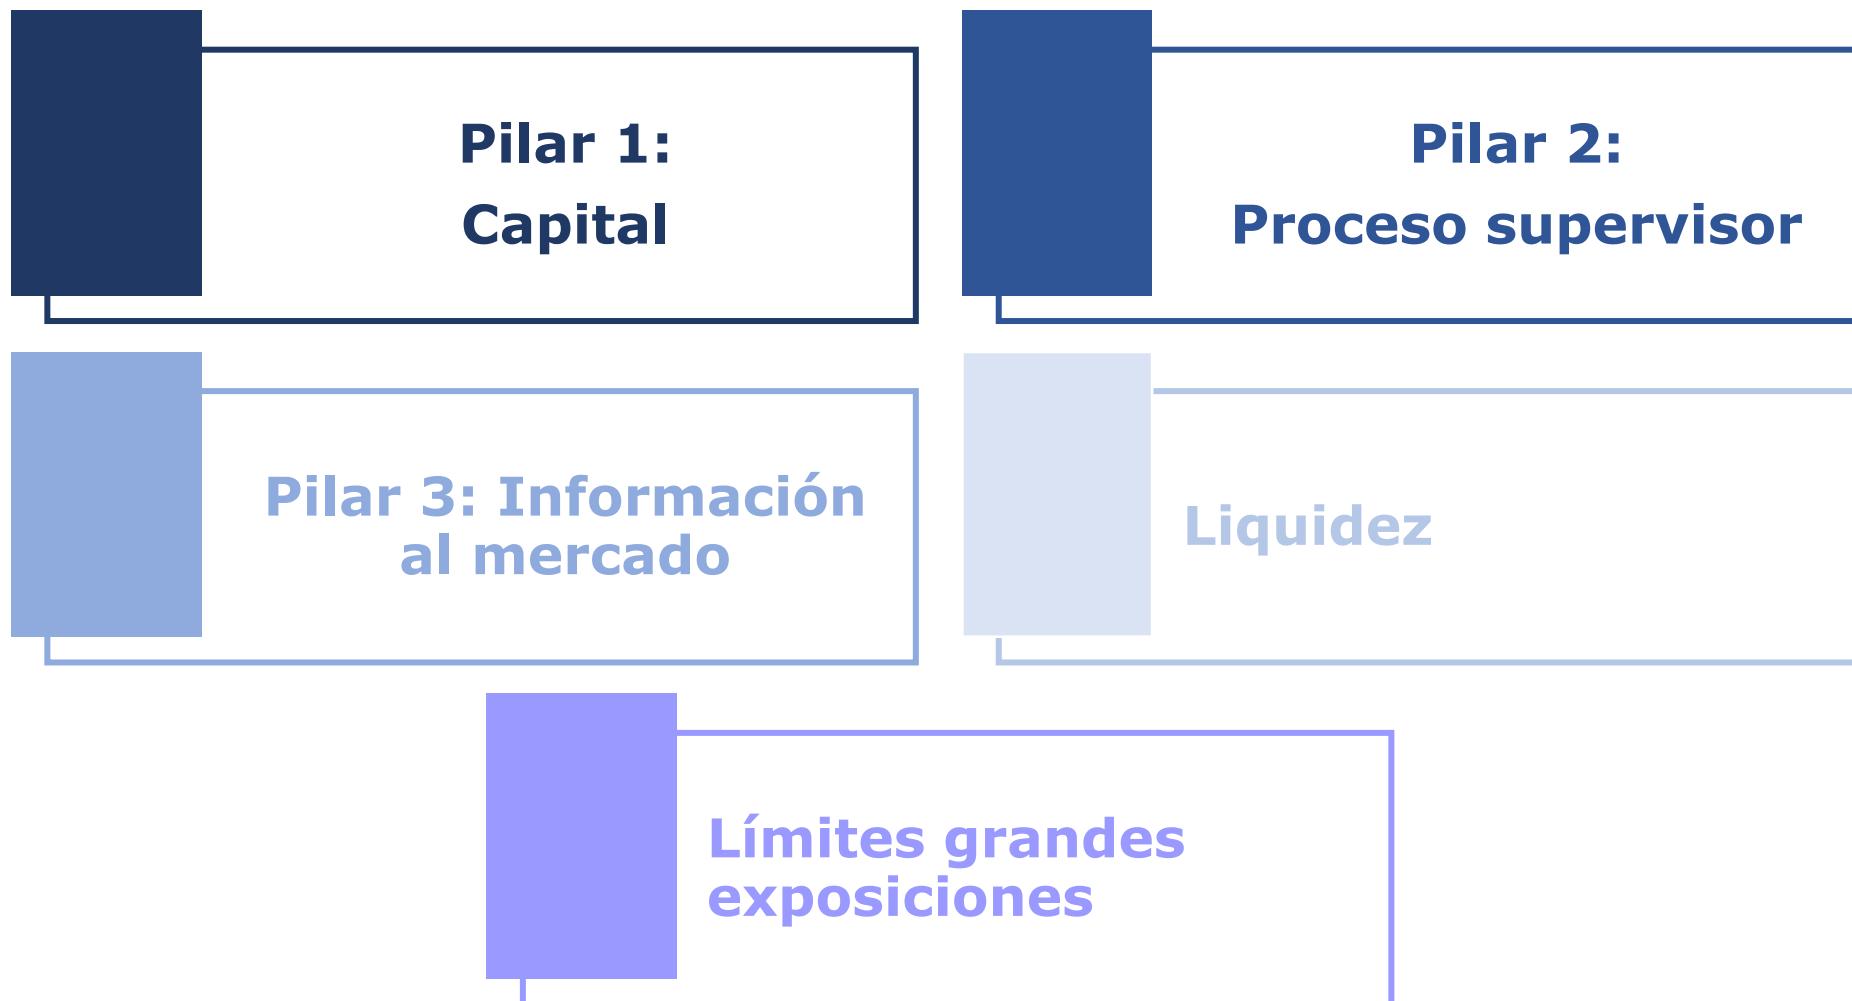 Pilar 1:
Capital
Pilar 2:
Proceso supervisor
Pilar 3: Información
al mercado
Liquidez
Límites grandes
exposiciones